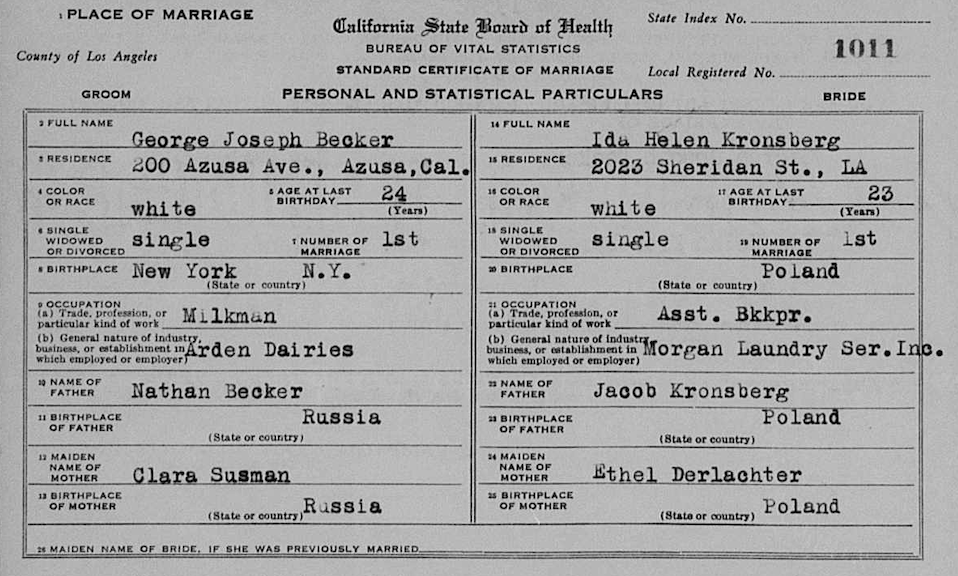 1 PLACE OF MARRIAGE
County of Los Angeles
California State Board of Health
BUREAU OF VITAL STATISTICS
STANDARD CERTIFICATE OF MARRIAGE
State Index No.
Local Registered No. 1011
GROOM PERSONAL AND STATISTICAL PARTICULARS BRIDE
2 FULL NAME George Joseph Becker
3 RESIDENCE 200 Azusa Ave., Azusa,Cal.
4 COLOR OR RACE white 5 AGE AT LAST BIRTHDAY 24 (Years)
6 SINGLE WIDOWED OR DIVORCED single 7 NUMBER OF MARRIAGE 1st
8 BIRTHPLACE New York N.Y.
(State or country)
9 OCCUPATION
(a) Trade, profession, or
particular kind of work Milkman
(b) General nature of industry,
business, or establishment in
which employed or employer) Arden Dairies
10 NAME OF FATHER Nathan Becker
11 BIRTHPLACE OF FATHER Russia
(State or country)
12 MAIDEN NAME OF MOTHER Clara Susman
13 BIRTHPLACE OF MOTHER Russia
(State or country)
14 FULL NAME Ida Helen Kronsberg
15 RESIDENCE 2023 Sheridan St., LA
16 COLOR OR RACE white 17 AGE AT LAST BIRTHDAY 23 (Years)
18 SINGLE WIDOWED OR DIVORCED single 19 NUMBER OF MARRIAGE 1st
20 BIRTHPLACE Poland
(State or country)
21 OCCUPATION
(a) Trade, profession, or
particular kind of work Asst. Bkkpr.
(b) General nature of industry,
business, or establishment in
which employed or employer) Morgan Laundry Ser.Inc.
22 NAME OF FATHER Jacob Kronsberg
23 BIRTHPLACE OF FATHER Poland
(State or country)
24 MAIDEN NAME OF MOTHER Ethel Derlachter
25 BIRTHPLACE OF MOTHER Poland
(State or country)
26 MAIDEN NAME OF BRIDE, IF SHE WAS PREVIOUSLY MARRIED